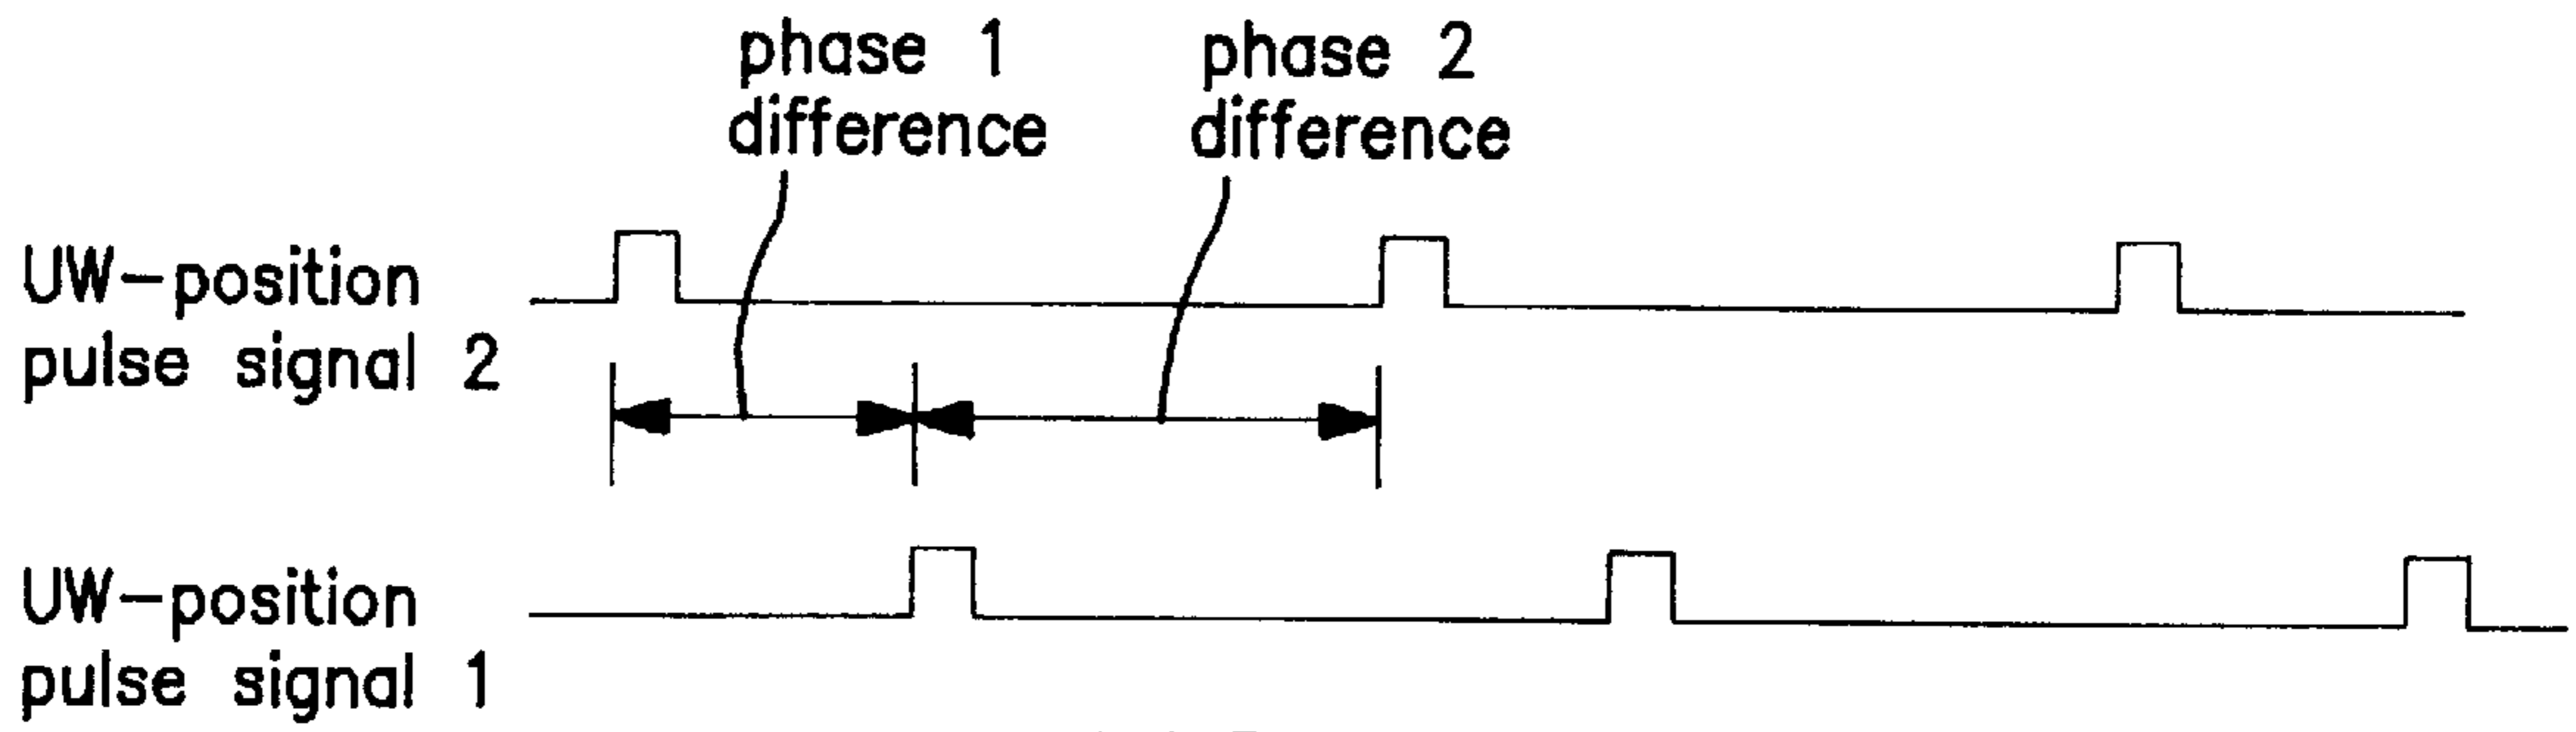 phase 1
difference
phase 2
difference
UW-position
pulse signal 2
UW-position
pulse signal 1